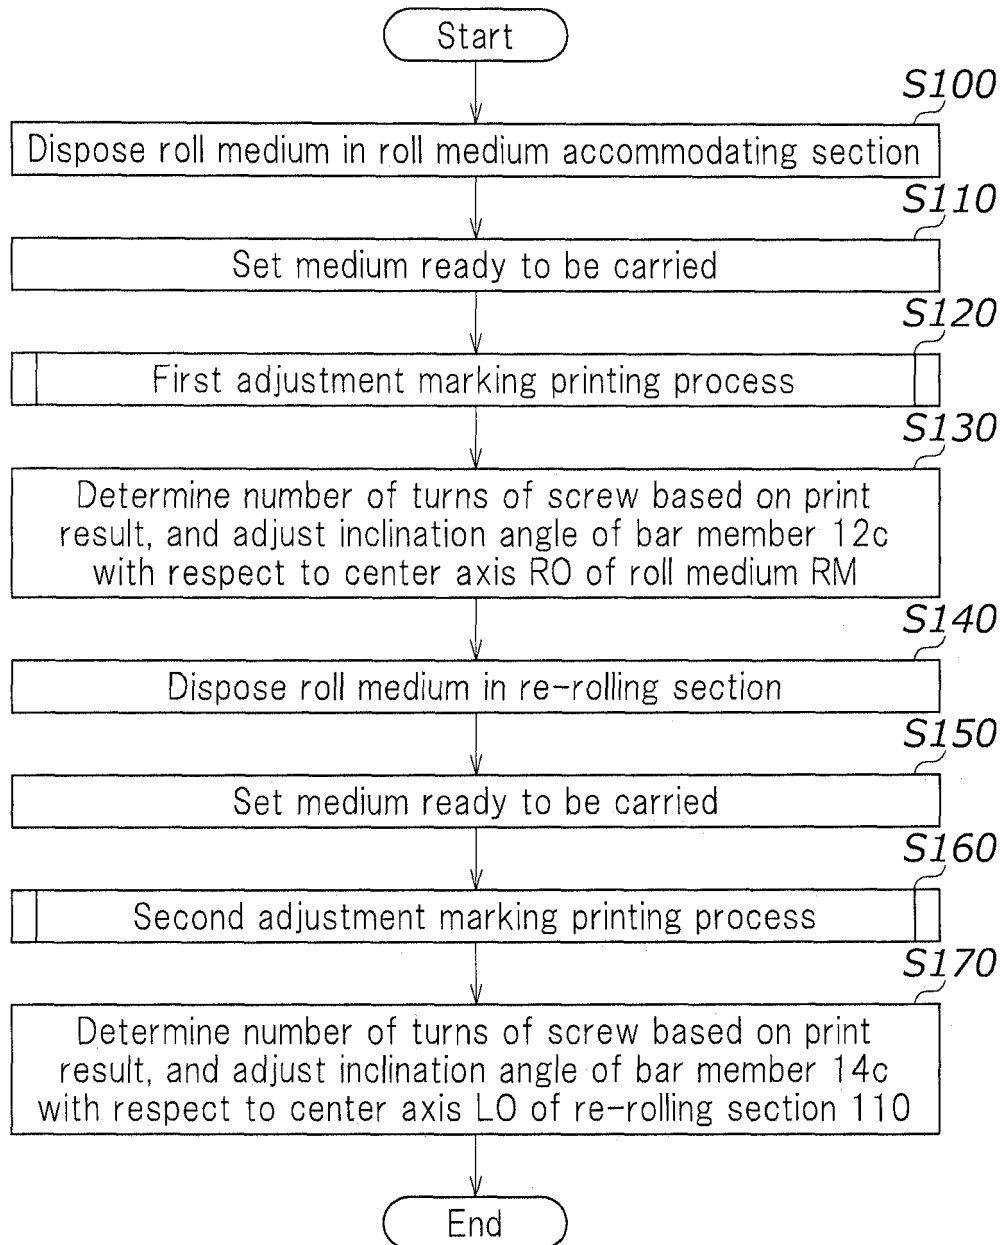 Start
S100
Dispose roll medium in roll medium accommodating section
S110
Set medium ready to be carried
S120
First adjustment marking printing process
S130
Determine number of turns of screw based on print
result, and adjust inclination angle of bar member 12c
with respect to center axis RO of roll medium RM
S140
Dispose roll medium in re-rolling section
S150
Set medium ready to be carried
S160
Second adjustment marking printing process
S170
Determine number of turns of screw based on print
result, and adjust inclination angle of bar member 14c
with respect to center axis LO of re-rolling section 110
End